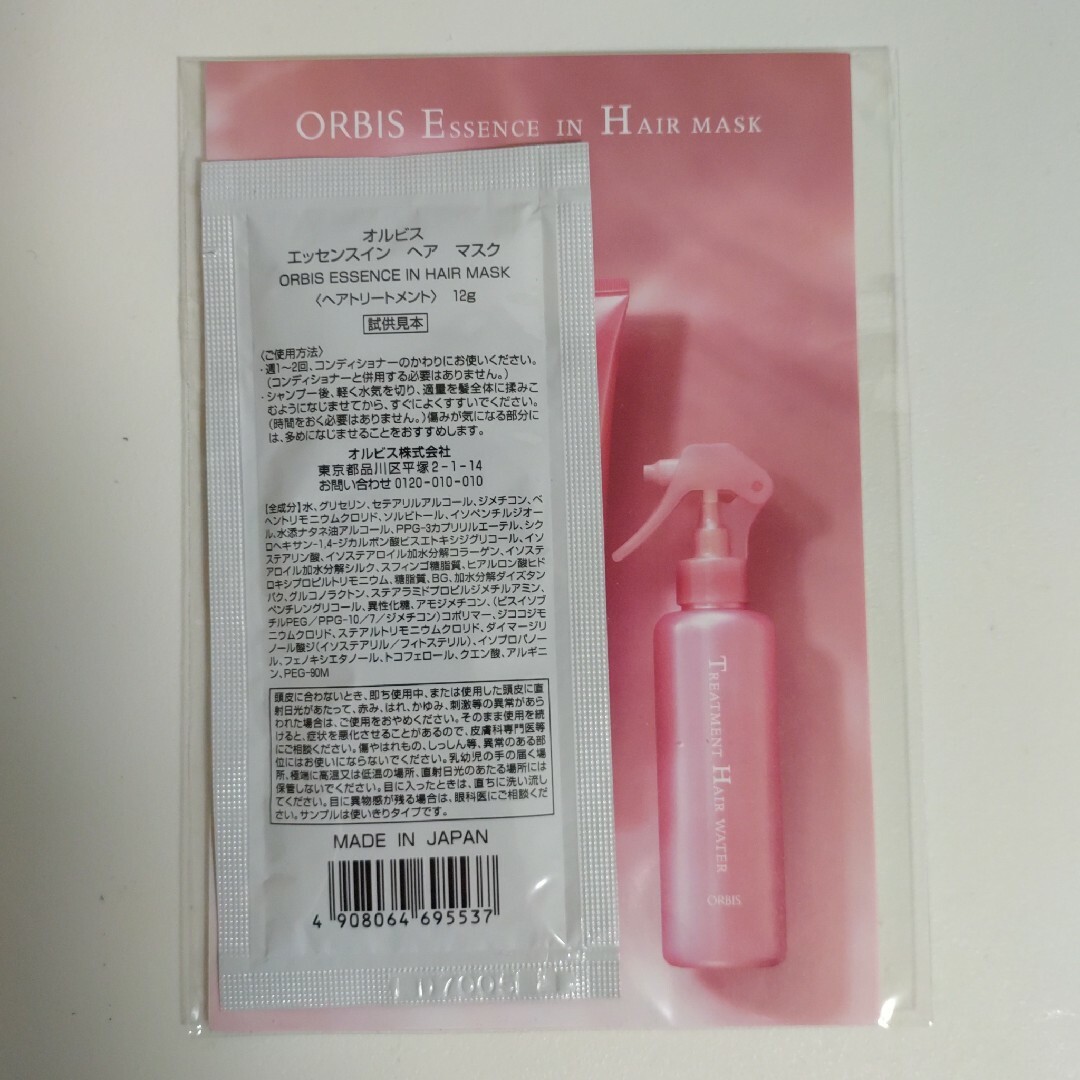 ORBIS ESSENCE IN HAIR MASK
オルビス
エッセンスイン ヘア マスク
ORBIS ESSENCE IN HAIR MASK
〈ヘアトリートメント〉 12g
試供見本
〈ご使用方法〉
・週1〜2回、コンディショナーのかわりにお使いください。
(コンディショナーと併用する必要はありません。)
・シャンプー後、軽く水気を切り、適量を髪全体に揉みこ
むようになじませてから、すぐによくすすいでください。
(時間をおく必要はありません。)傷みが気になる部分に
は、多めになじませることをおすすめします。
オルビス株式会社
東京都品川区平塚2-1-14
お問い合わせ 0120-010-010
[全成分]水、グリセリン、セテアリルアルコール、ジメチコン、ベ
ヘントリモニウムクロリド、ソルビトール、イソペンチルジオー
ル、水添ナタネ油アルコール、PPG-3カプリリルエーテル、シク
ロヘキサン-1,4-ジカルボン酸ビスエトキシジグリコール、イソ
ステアリン酸、イソステアロイル加水分解コラーゲン、イソステ
アロイル加水分解シルク、スフィンゴ糖脂質、ヒアルロン酸ヒド
ロキシプロピルトリモニウム、糖脂質、BG、加水分解ダイズタン
パク、グルコノラクトン、ステアラミドプロピルジメチルアミン、
ペンチレングリコール、異性化糖、アモジメチコン、(ビスイソブ
チルPEG/PPG-10/7/ジメチコン)コポリマー、ジココジモ
ニウムクロリド、ステアルトリモニウムクロリド、ダイマージリ
ノール酸ジ(イソステアリル/フィトステリル)、イソプロパノー
ル、フェノキシエタノール、トコフェロール、クエン酸、アルギニ
ン、PEG-90M
頭皮に合わないとき、即ち使用中、または使用した頭皮に直
射日光があたって、赤み、はれ、かゆみ、刺激等の異常があら
われた場合は、ご使用をおやめください。そのまま使用を続
けると、症状を悪化させることがあるので、皮膚科専門医等
にご相談ください。傷やはれもの、しっしん等、異常のある部
位にはお使いにならないでください。乳幼児の手の届く場
所、極端に高温又は低温の場所、直射日光のあたる場所には
保管しないでください。目に入ったときは、直ちに洗い流し
てください。目に異物感が残る場合は、眼科医にご相談くだ
さい。サンプルは使いきりタイプです。
MADE IN JAPAN
4 908064 695537
TREATMENT HAIR WATER
ORBIS